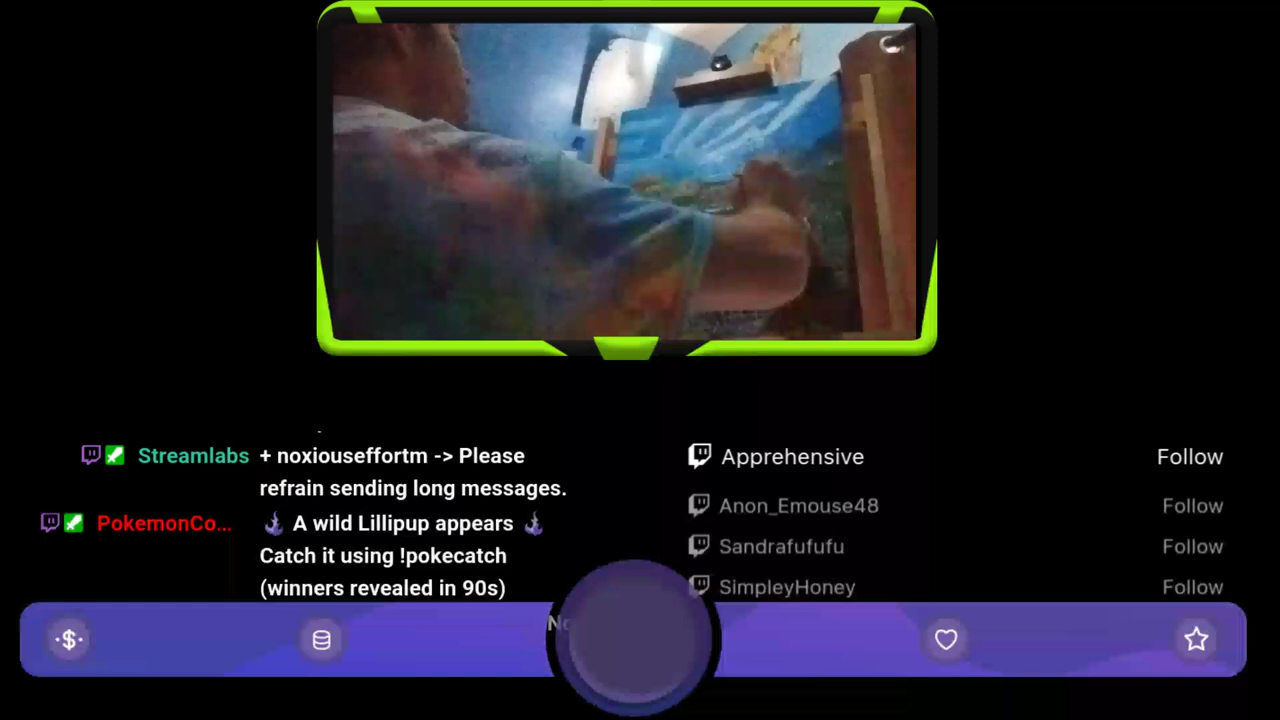 Streamlabs + noxiouseffortm -> Please
refrain sending long messages.
PokemonCo... A wild Lillipup appears
Catch it using !pokecatch
(winners revealed in 90s)
Apprehensive Follow
Anon_Emouse48 Follow
Sandrafufufu Follow
SimpleyHoney Follow